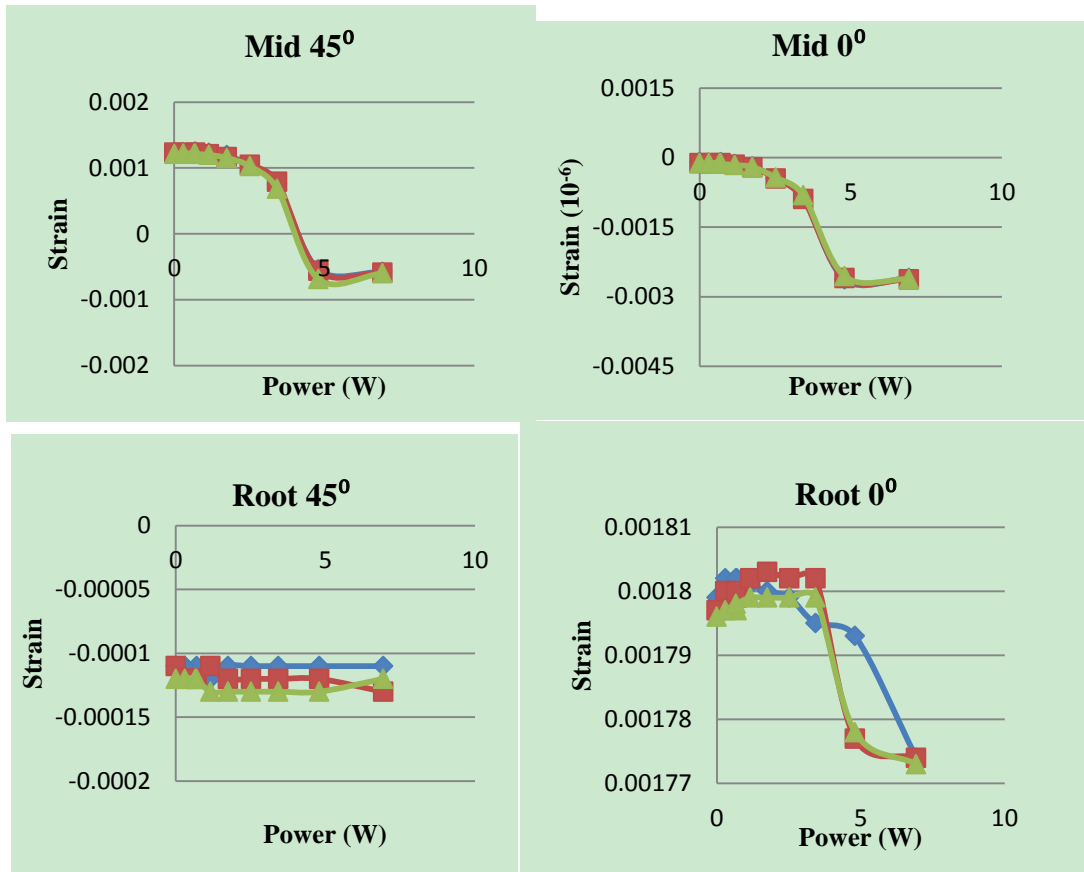 Mid 45⁰
0.002
0.001
0
-0.001
-0.002
0
5
10
Strain
Power (W)
Mid 0⁰
0.0015
0
-0.0015
-0.003
-0.0045
0
5
10
Strain (10⁻⁶)
Power (W)
Root 45⁰
0
-0.00005
-0.0001
-0.00015
-0.0002
0
5
10
Strain
Power (W)
Root 0⁰
0.00181
0.0018
0.00179
0.00178
0.00177
0
5
10
Strain
Power (W)